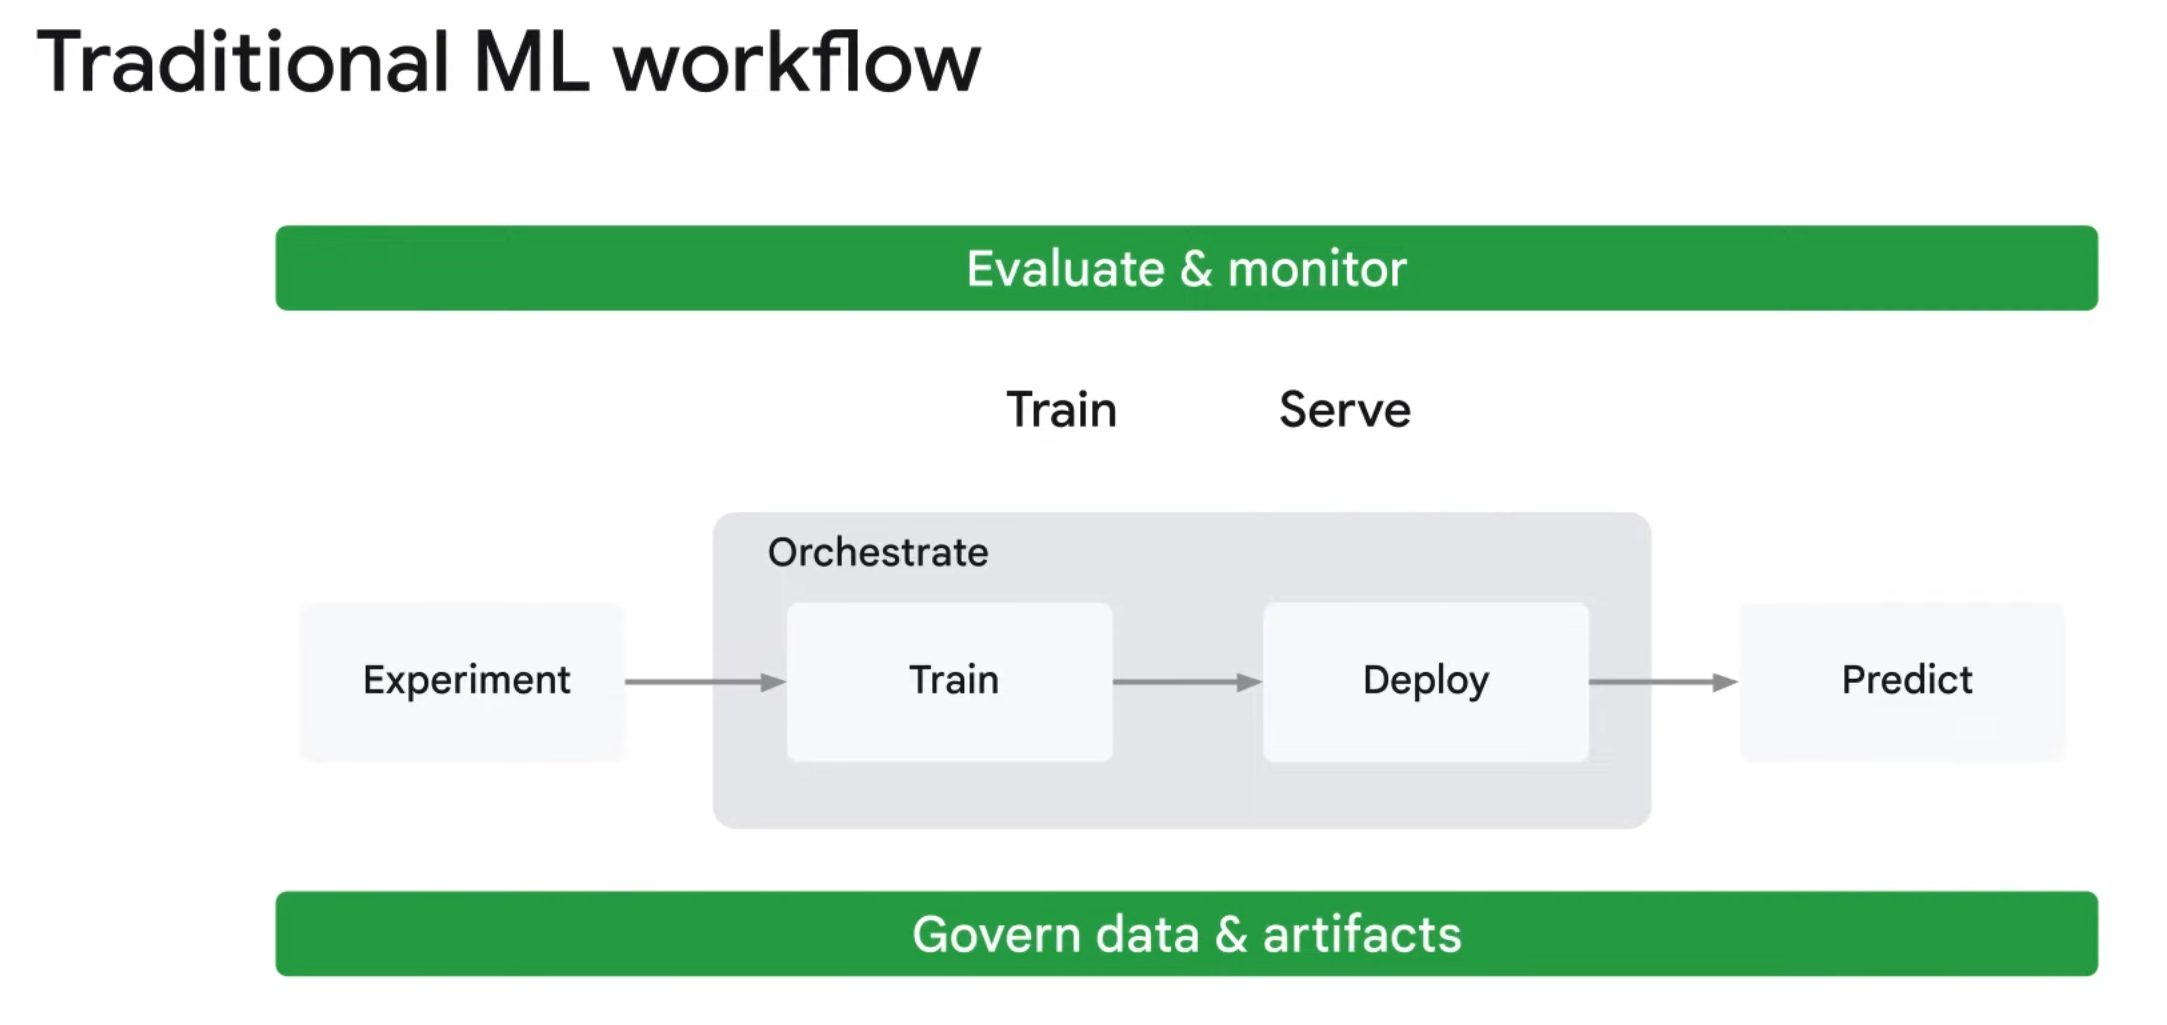 Traditional ML workflow
Evaluate & monitor
Train Serve
Orchestrate
Experiment Train Deploy Predict
Govern data & artifacts